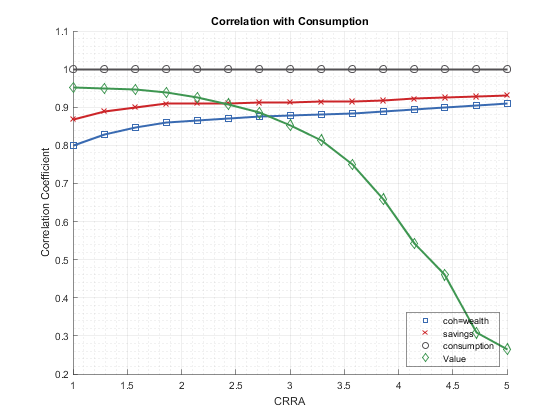 Correlation with Consumption
1.1
1
0.9
0.8
0.7
0.6
0.5
0.4
0.3
0.2
Correlation Coefficient
1
1.5
2
2.5
3
3.5
4
4.5
5
CRRA
coh=wealth
savings
consumption
Value